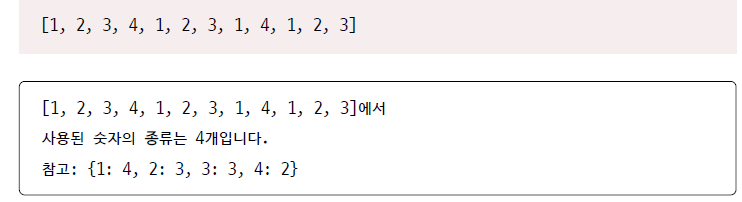 [1, 2, 3, 4, 1, 2, 3, 1, 4, 1, 2, 3]
[1, 2, 3, 4, 1, 2, 3, 1, 4, 1, 2, 3]에서
사용된 숫자의 종류는 4개입니다.
참고: {1: 4, 2: 3, 3: 3, 4: 2}